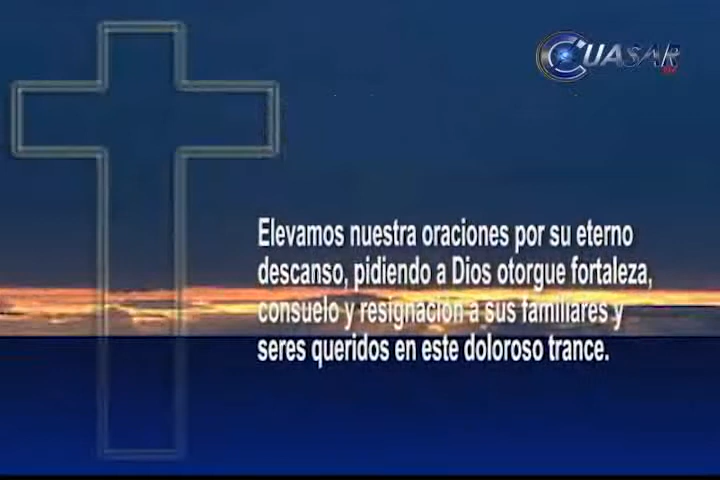 CUASAR
Elevamos nuestra oraciones por su eterno
descanso, pidiendo a Dios otorgue fortaleza,
consuelo y resignación a sus familiares y
seres queridos en este doloroso trance.